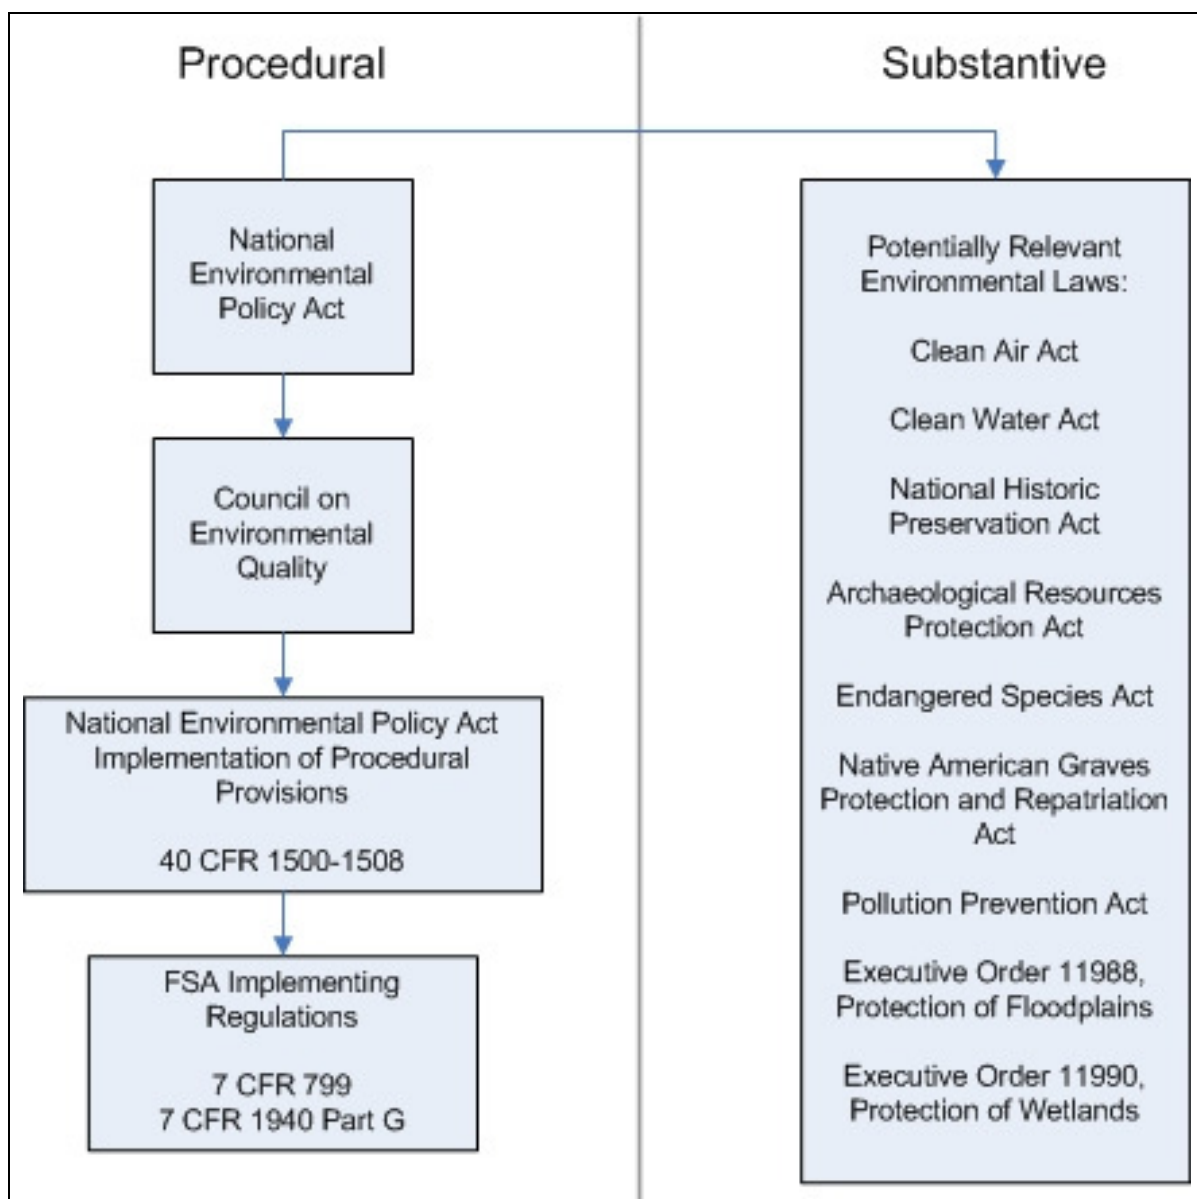 Procedural
National
Environmental
Policy Act
Council on
Environmental
Quality
National Environmental Policy Act
Implementation of Procedural
Provisions
40 CFR 1500-1508
FSA Implementing
Regulations
7 CFR 799
7 CFR 1940 Part G
Substantive
Potentially Relevant
Environmental Laws:
Clean Air Act
Clean Water Act
National Historic
Preservation Act
Archaeological Resources
Protection Act
Endangered Species Act
Native American Graves
Protection and Repatriation
Act
Pollution Prevention Act
Executive Order 11988,
Protection of Floodplains
Executive Order 11990,
Protection of Wetlands